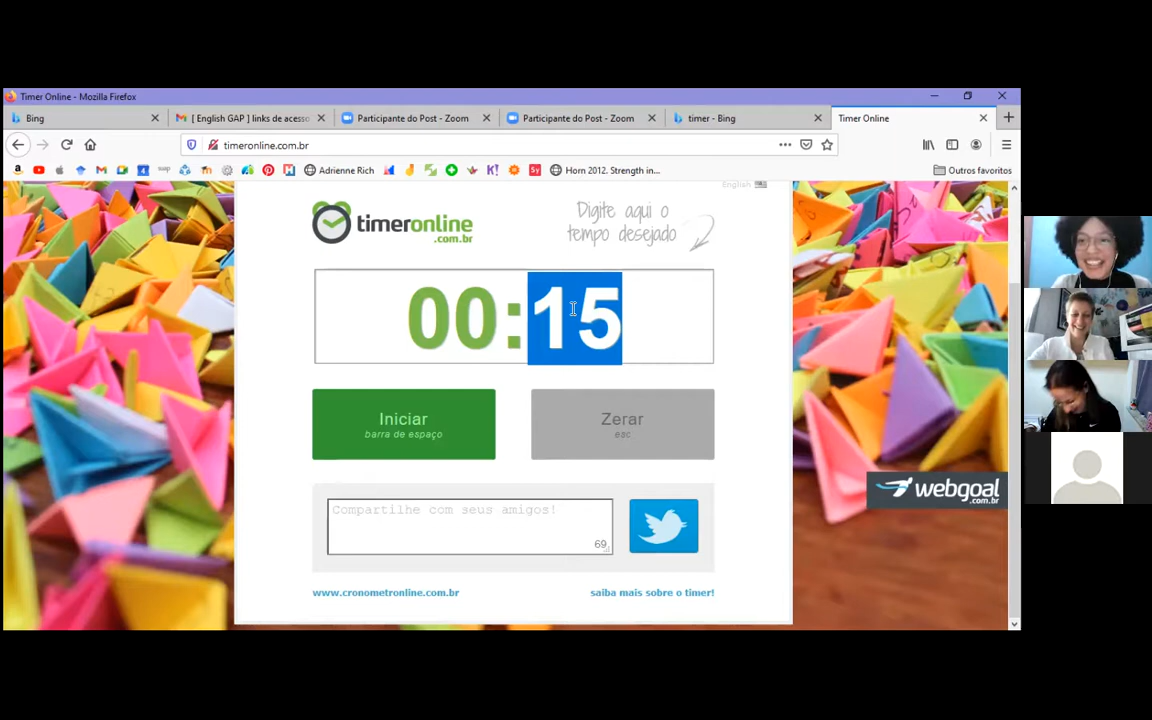 Timer Online - Mozilla Firefox
Bing
[ English GAP ] links de acesso
Participante do Post - Zoom
Participante do Post - Zoom
timer - Bing
Timer Online
timeronline.com.br
Adrienne Rich
Horn 2012. Strength in...
Outros favoritos
English
timeronline
.com.br
Digite aqui o
tempo desejado
00:15
Iniciar
barra de espaço
Zerar
esc
Compartilhe com seus amigos!
69
webgoal
.com.br
www.cronometronline.com.br
saiba mais sobre o timer!